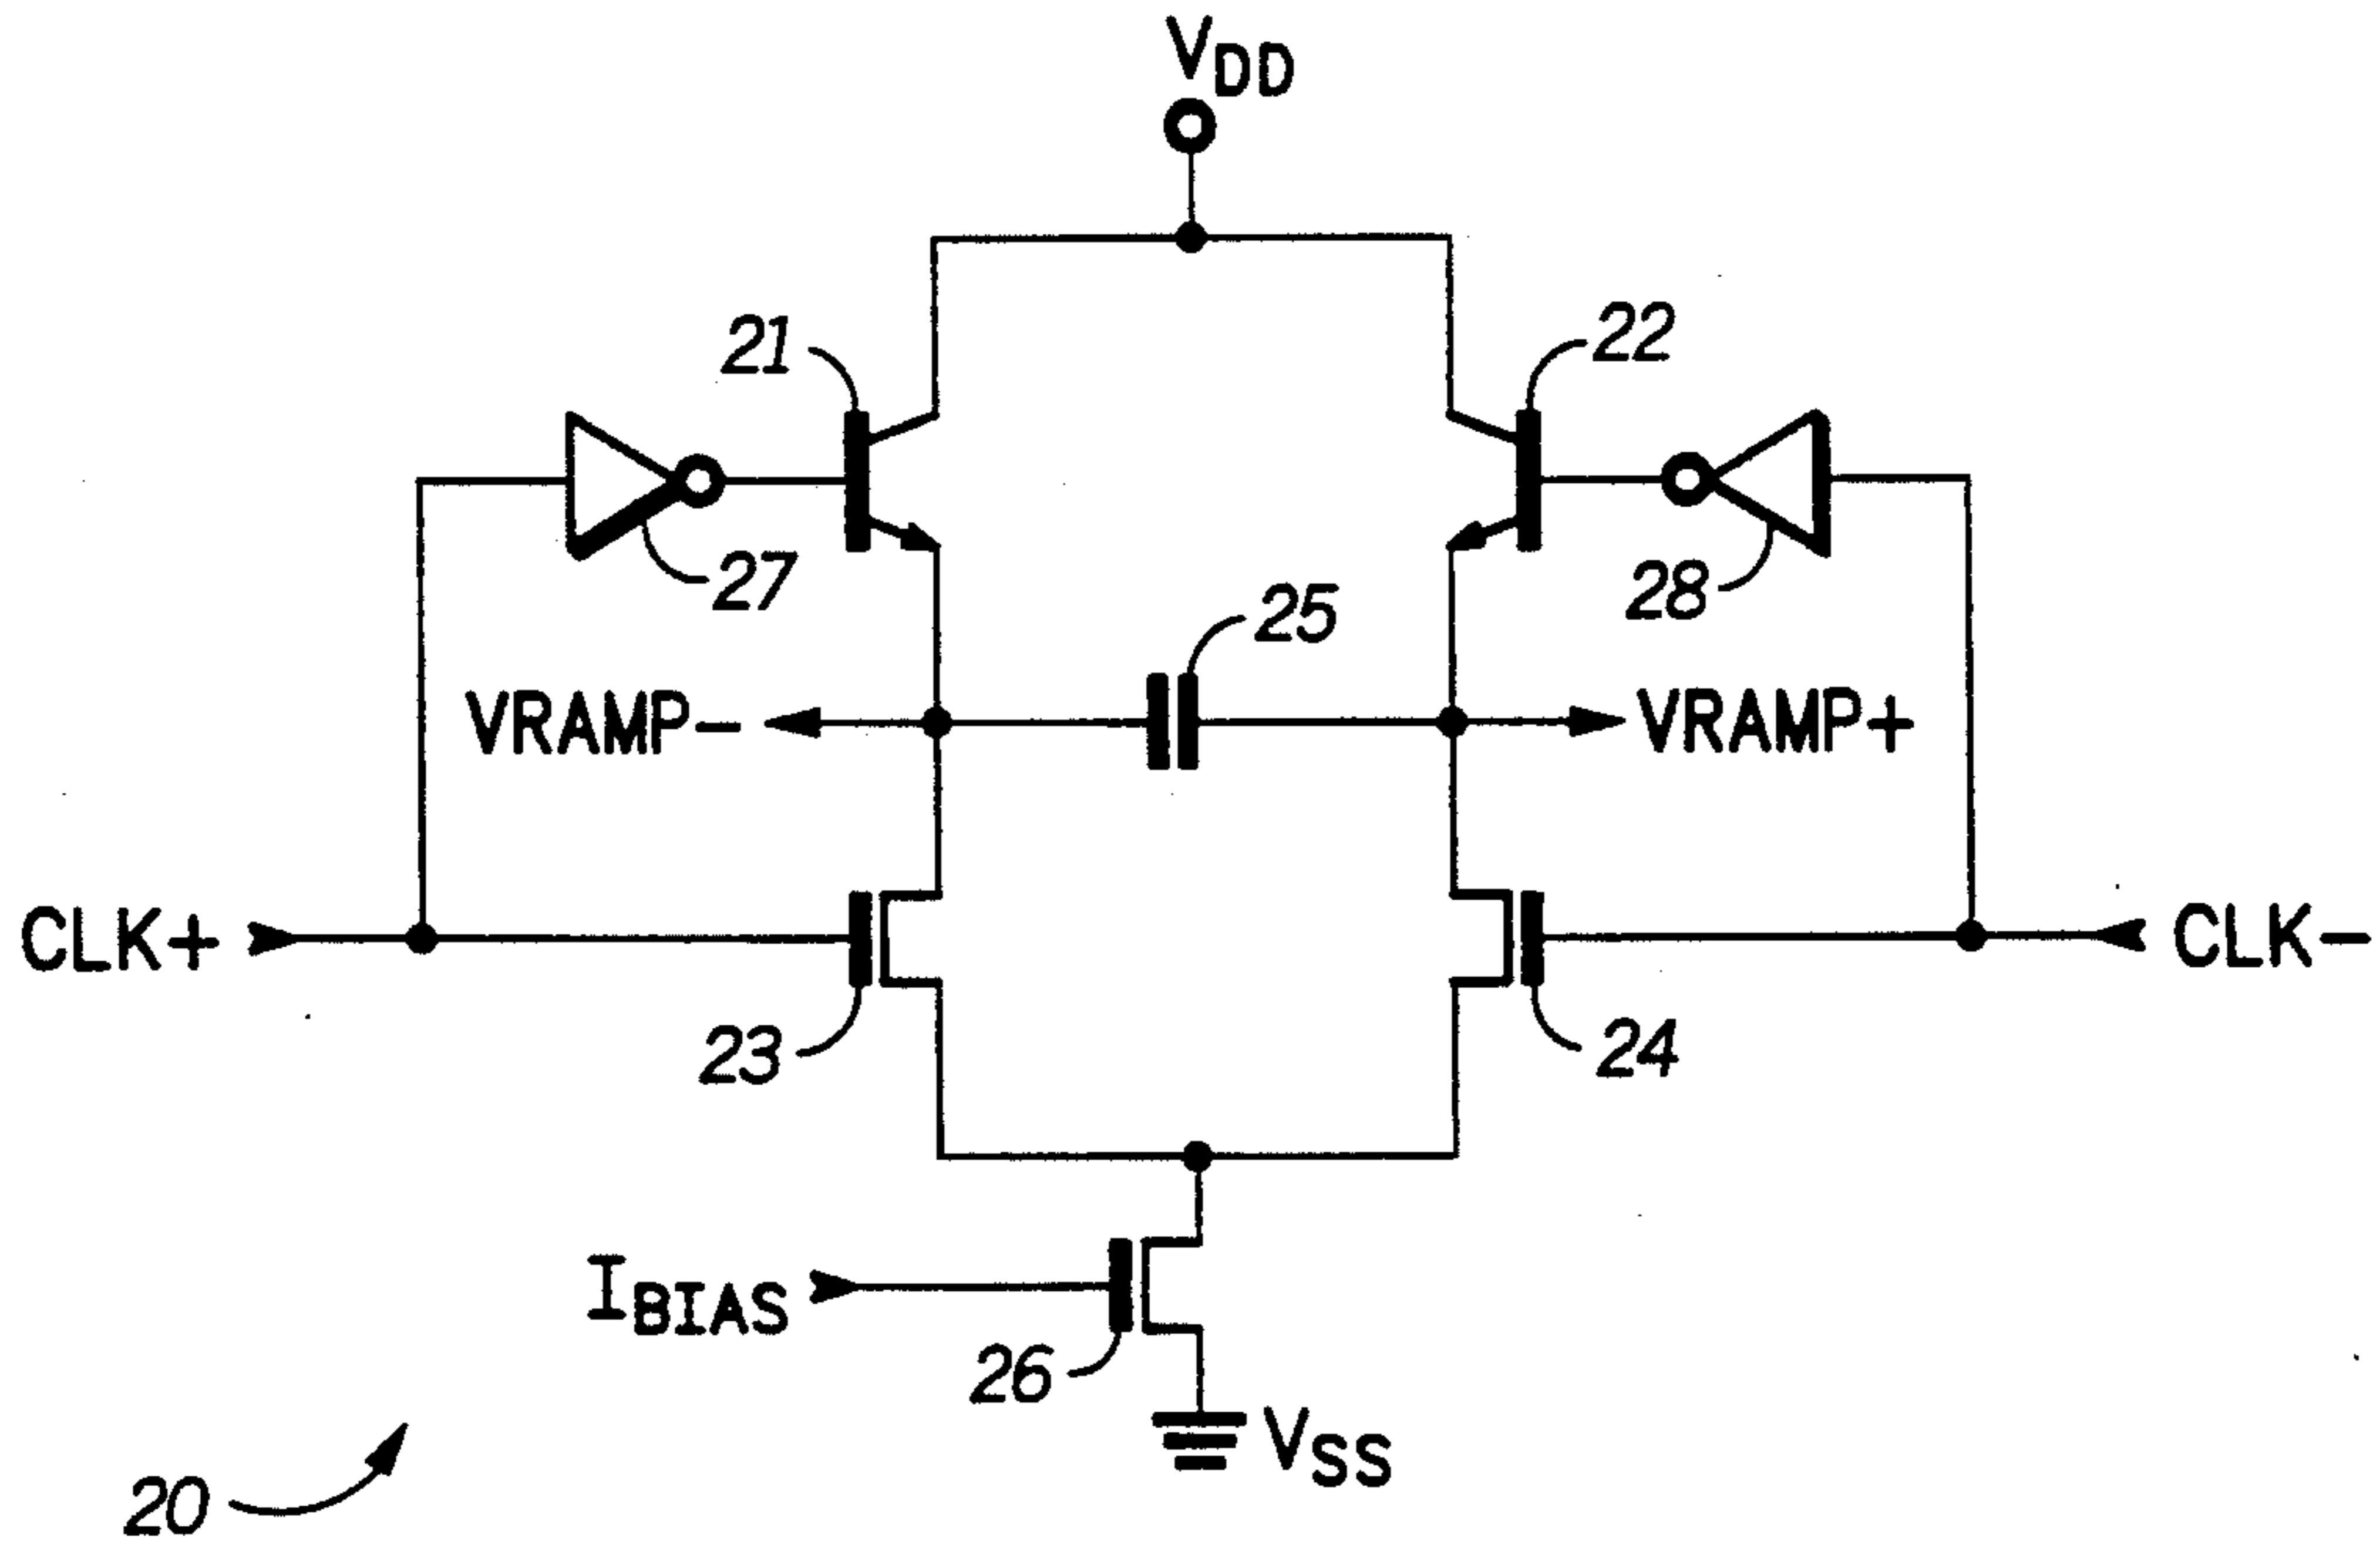 VDD
21
22
27
28
25
VRAMP-
VRAMP+
CLK+
CLK-
23
24
IBIAS
26
VSS
20